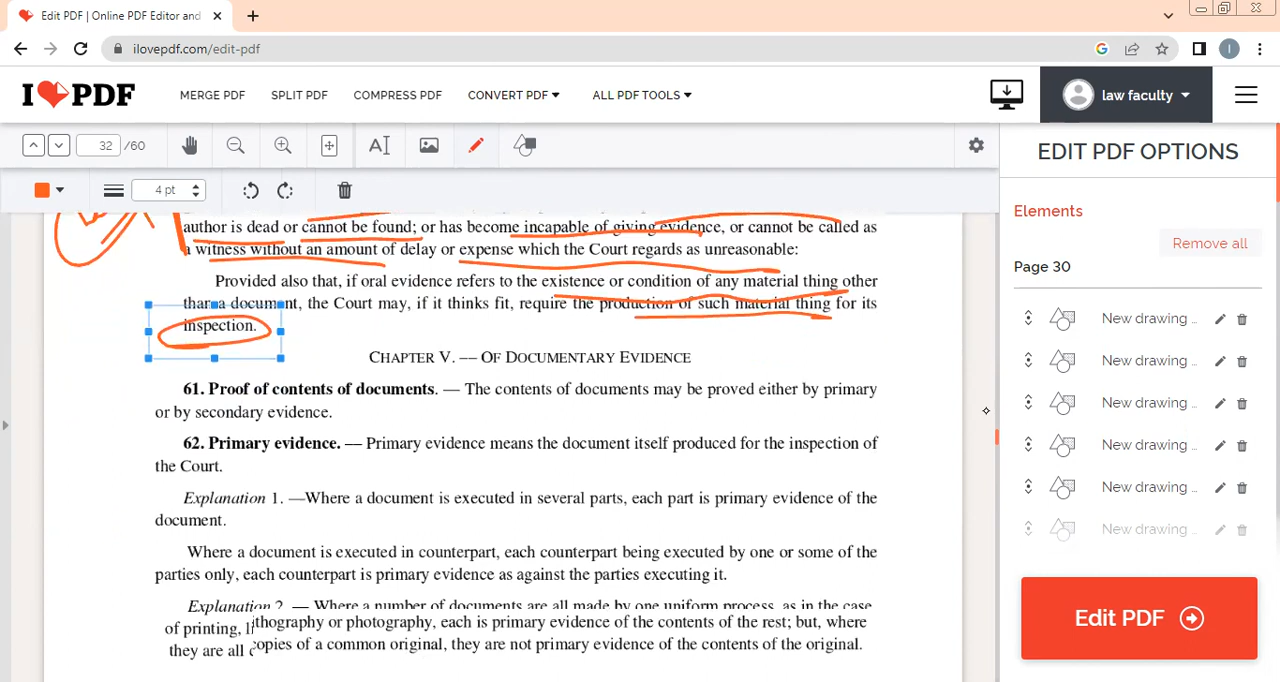 Edit PDF | Online PDF Editor and
ilovepdf.com/edit-pdf
I PDF
MERGE PDF
SPLIT PDF
COMPRESS PDF
CONVERT PDF
ALL PDF TOOLS
law faculty
32 /60
4 pt
EDIT PDF OPTIONS
Elements
Remove all
Page 30
New drawing ...
New drawing ...
New drawing ...
New drawing ...
New drawing ...
New drawing ...
Edit PDF
author is dead or cannot be found; or has become incapable of giving evidence, or cannot be called as
a witness without an amount of delay or expense which the Court regards as unreasonable:
Provided also that, if oral evidence refers to the existence or condition of any material thing other
than a document, the Court may, if it thinks fit, require the production of such material thing for its
inspection.
CHAPTER V. –– OF DOCUMENTARY EVIDENCE
61. Proof of contents of documents. — The contents of documents may be proved either by primary
or by secondary evidence.
62. Primary evidence. –– Primary evidence means the document itself produced for the inspection of
the Court.
Explanation 1. —Where a document is executed in several parts, each part is primary evidence of the
document.
Where a document is executed in counterpart, each counterpart being executed by one or some of the
parties only, each counterpart is primary evidence as against the parties executing it.
Explanation 2. — Where a number of documents are all made by one uniform process, as in the case
of printing, lithography or photography, each is primary evidence of the contents of the rest; but, where
they are all copies of a common original, they are not primary evidence of the contents of the original.